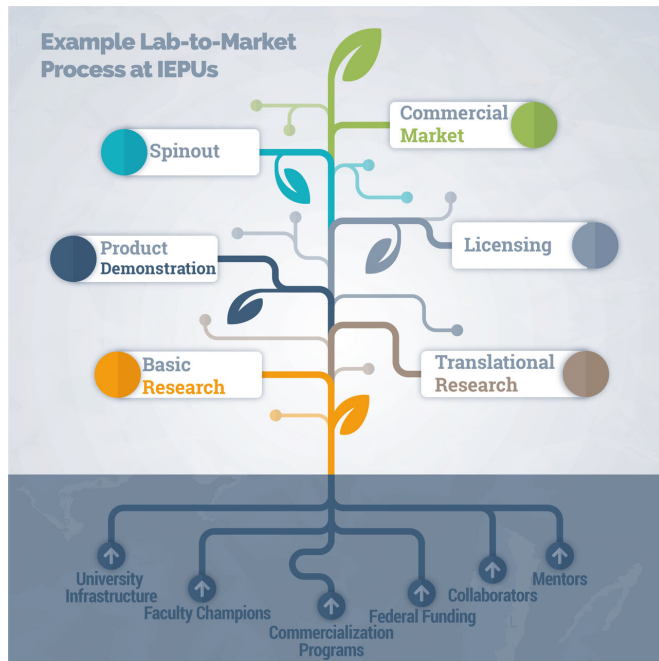 Example Lab-to-Market
Process at IEPUs
Commercial
Market
Spinout
Product
Demonstration
Licensing
Basic
Research
Translational
Research
University
Infrastructure
Faculty Champions
Commercialization
Programs
Federal Funding
Collaborators
Mentors